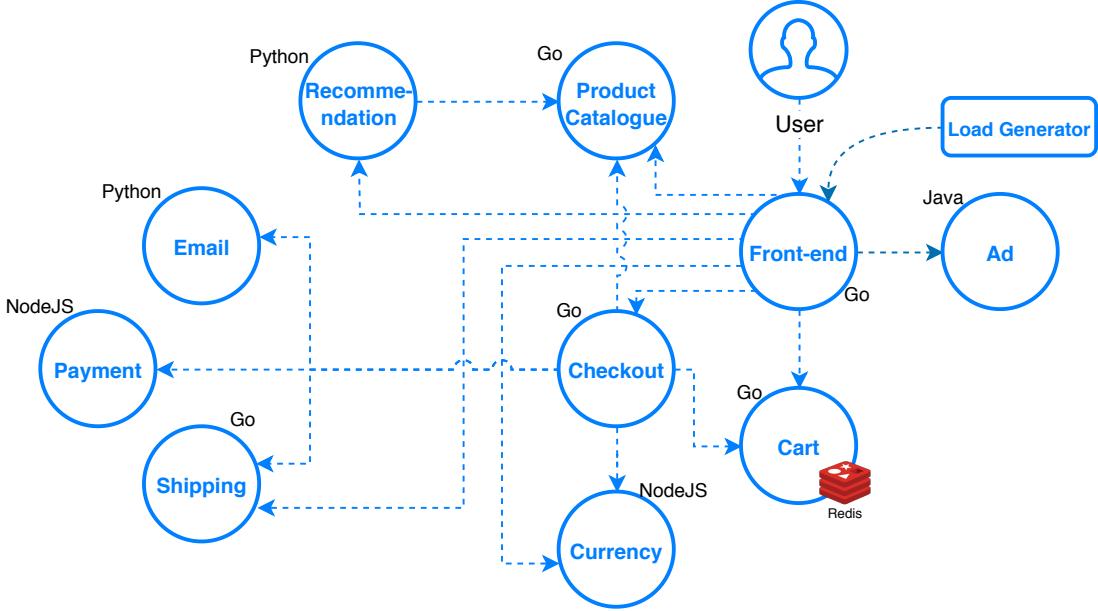 Python
Recomme-
ndation
Go
Product
Catalogue
User
Load Generator
Python
Email
Java
Ad
Front-end
Go
NodeJS
Payment
Go
Checkout
Go
Shipping
Go
Cart
Redis
NodeJS
Currency